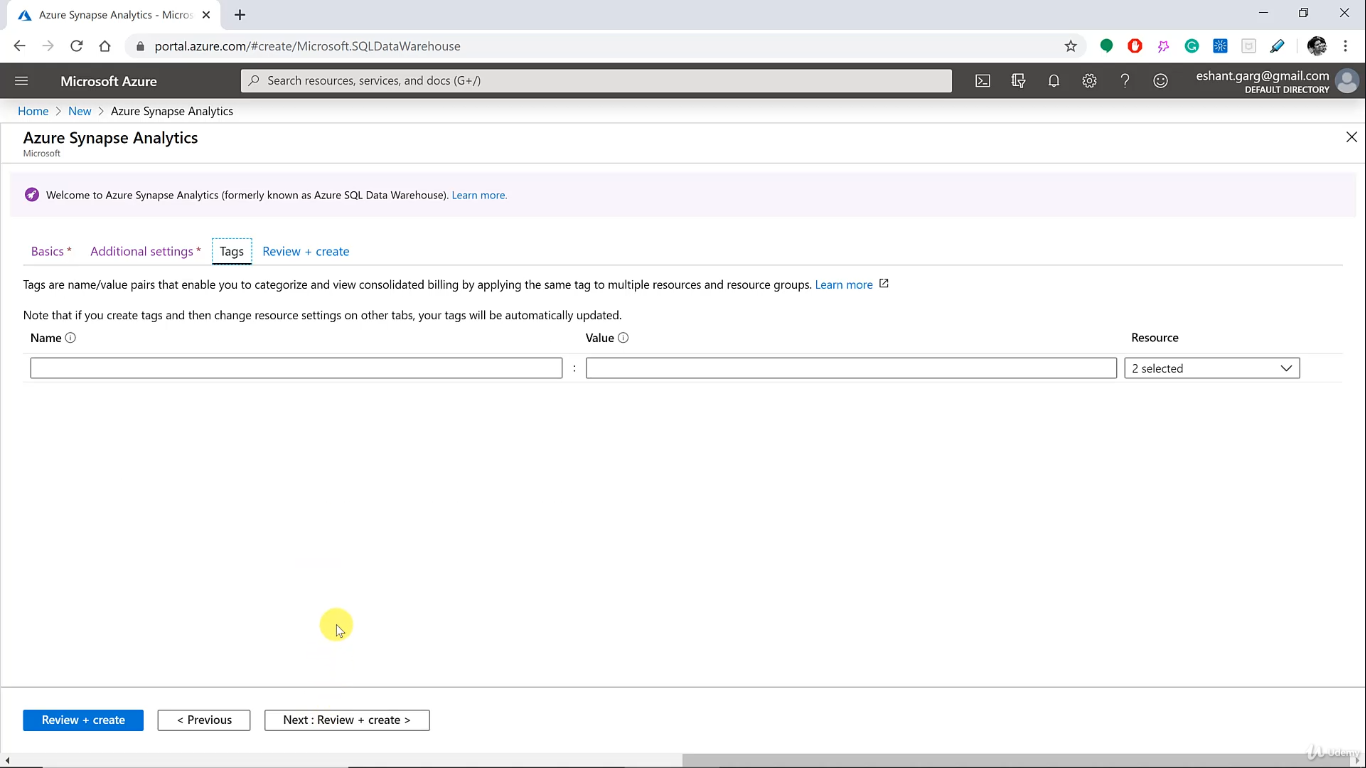 Azure Synapse Analytics - Micros
portal.azure.com/#create/Microsoft.SQLDataWarehouse
Microsoft Azure
Search resources, services, and docs (G+/)
eshant.garg@gmail.com
DEFAULT DIRECTORY
Home > New > Azure Synapse Analytics
Azure Synapse Analytics
Microsoft
Welcome to Azure Synapse Analytics (formerly known as Azure SQL Data Warehouse). Learn more.
Basics * Additional settings * Tags Review + create
Tags are name/value pairs that enable you to categorize and view consolidated billing by applying the same tag to multiple resources and resource groups. Learn more
Note that if you create tags and then change resource settings on other tabs, your tags will be automatically updated.
Name Value Resource
: 2 selected
Review + create < Previous Next : Review + create >
Udemy